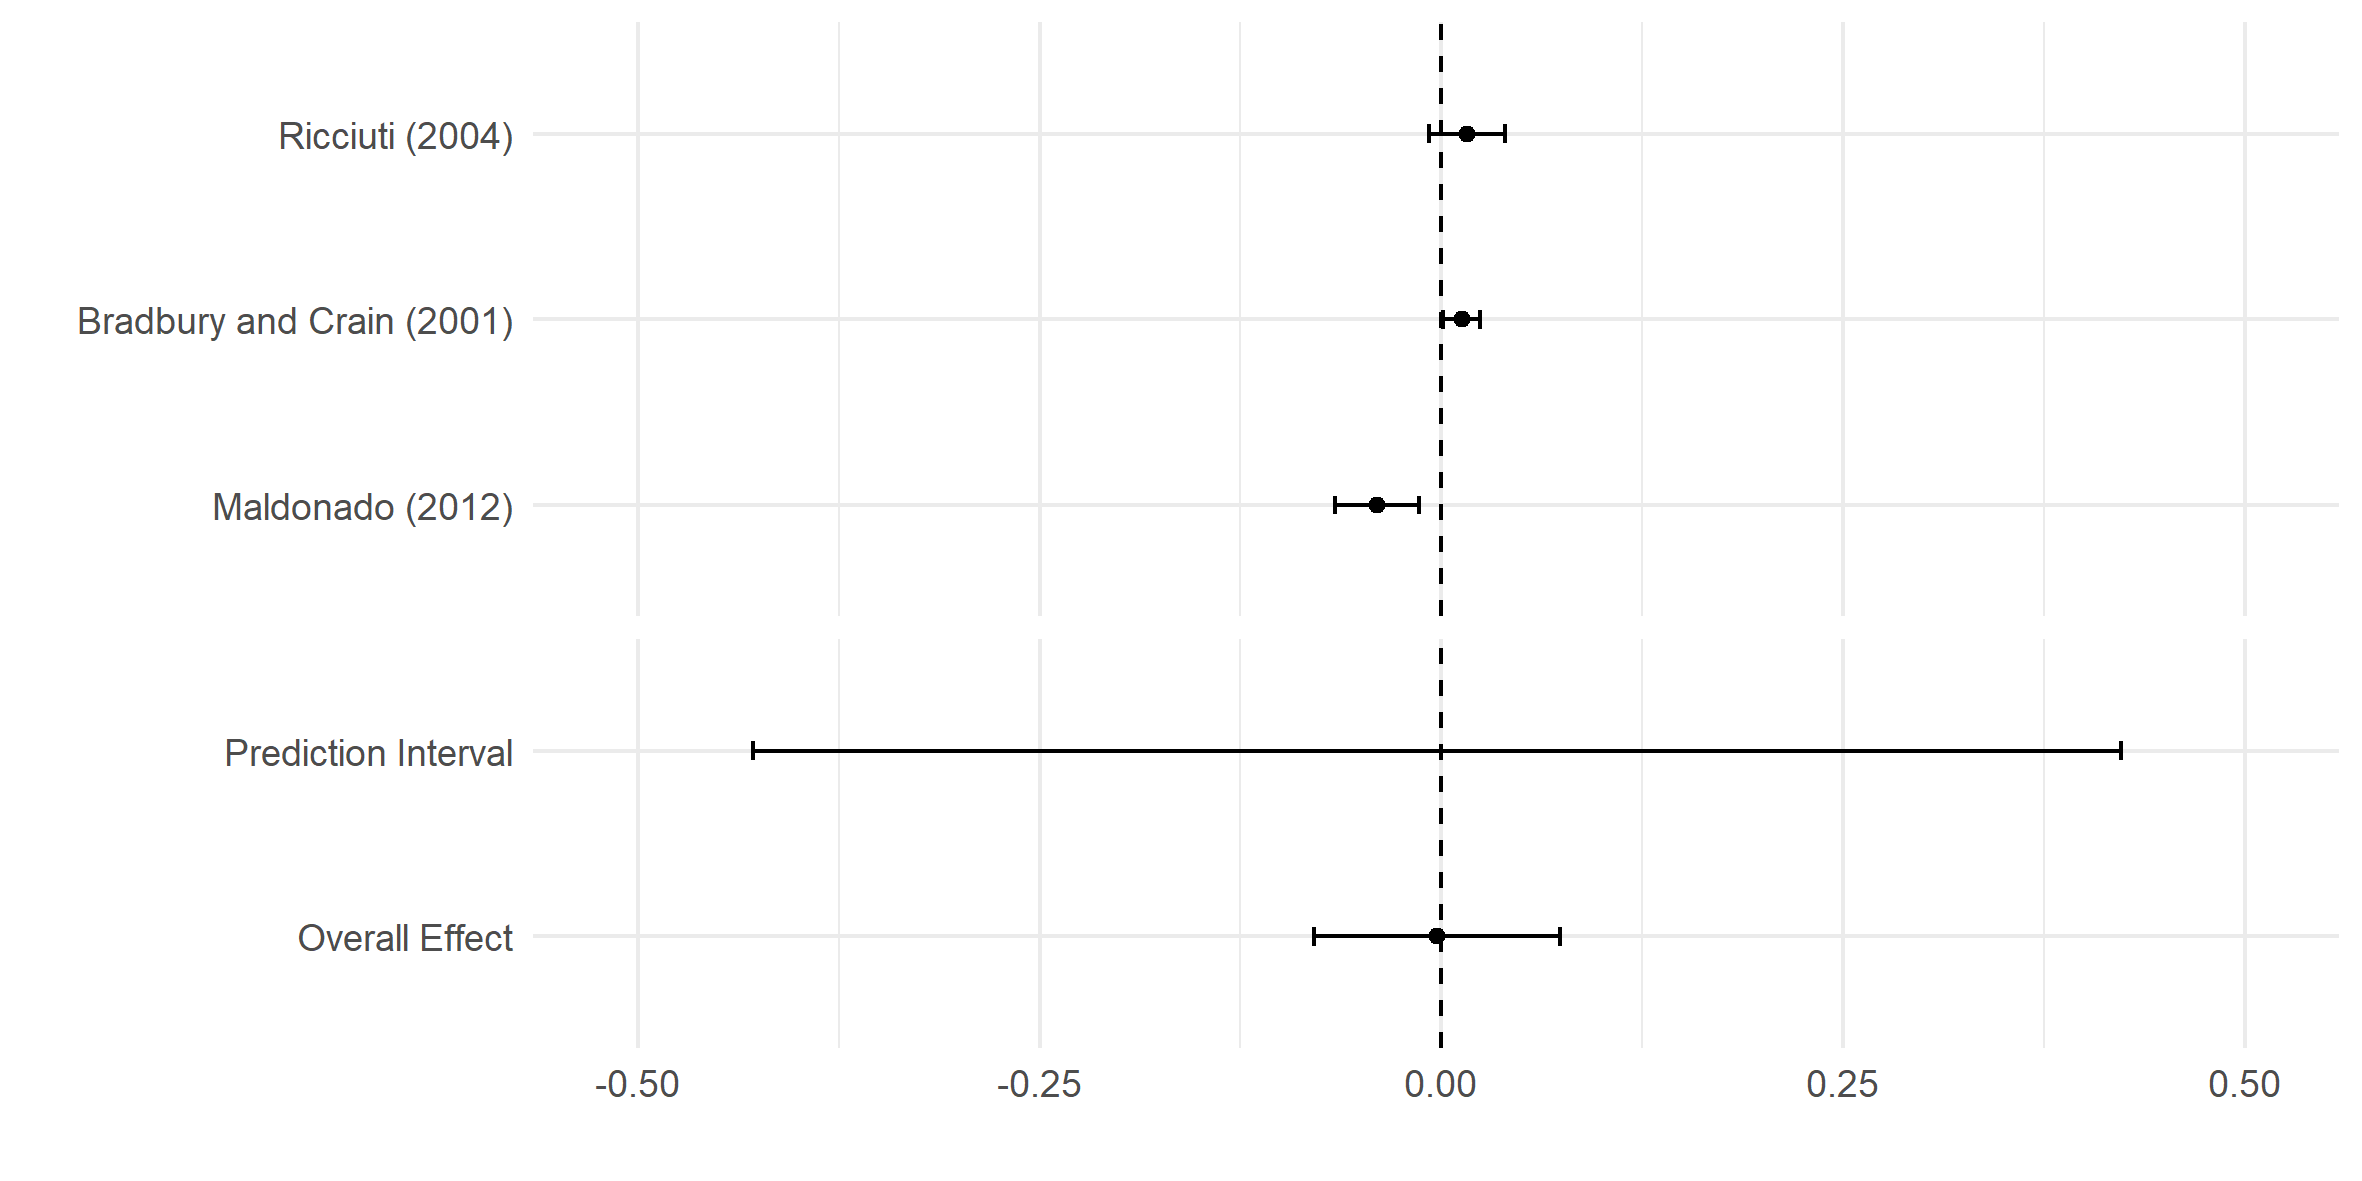 Ricciuti (2004)
Bradbury and Crain (2001)
Maldonado (2012)
Prediction Interval
Overall Effect
-0.50
-0.25
0.00
0.25
0.50